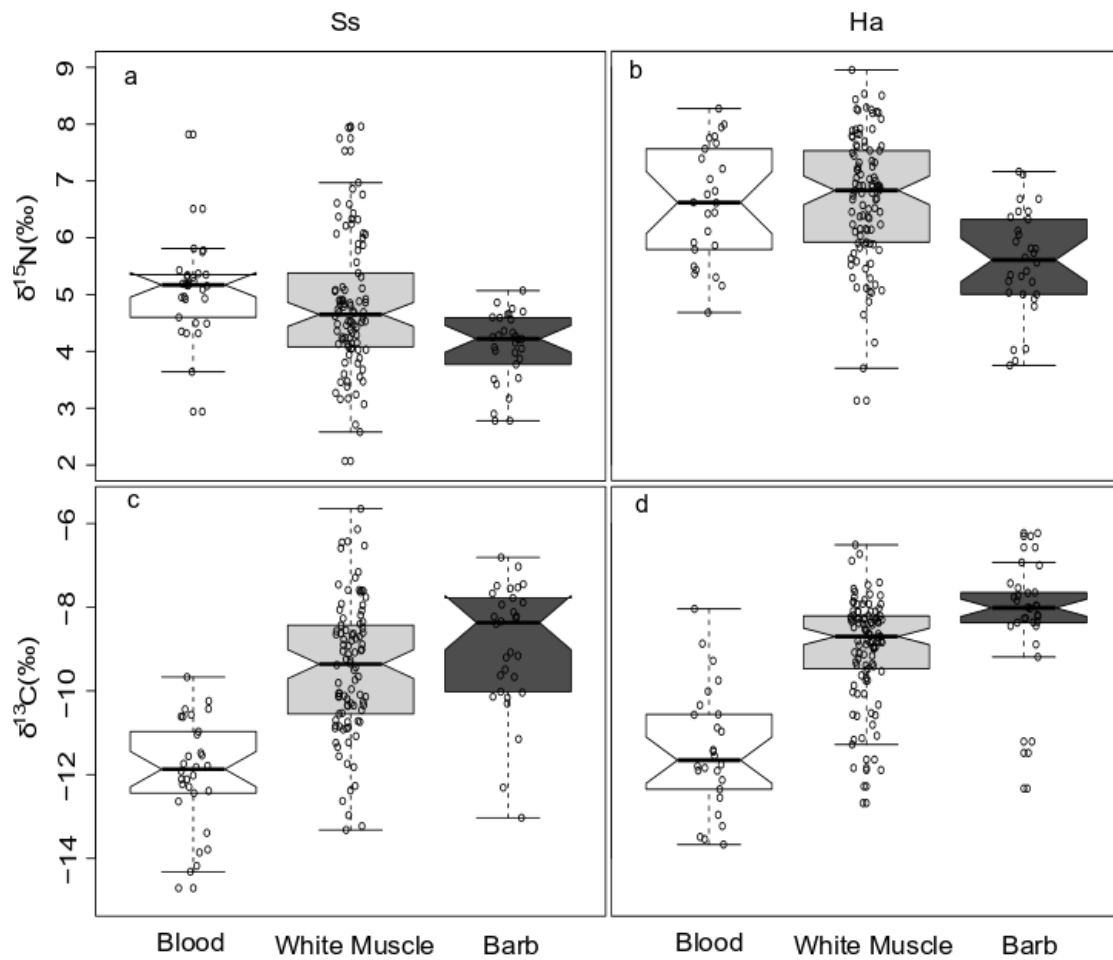 Ss Ha
a b
δ15N(‰)
9
8
7
6
5
4
3
2
c d
δ13C(‰)
−6
−8
−10
−12
−14
Blood White Muscle Barb Blood White Muscle Barb